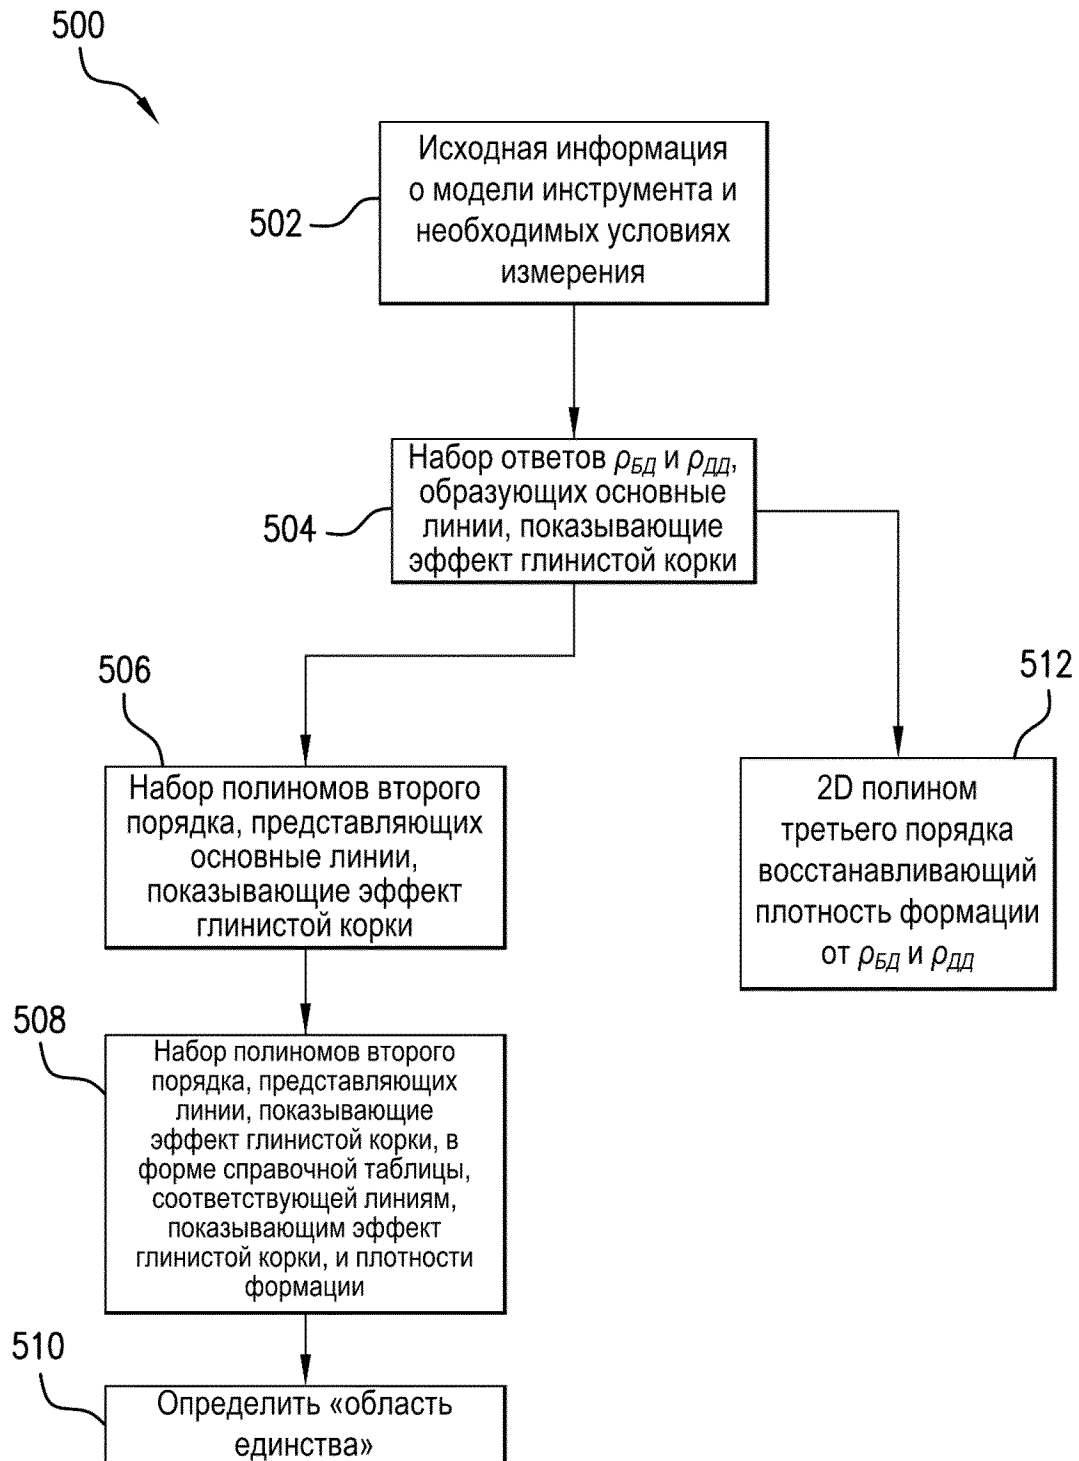 500
Исходная информация
о модели инструмента и
необходимых условиях
измерения
502
Набор ответов ρБД и ρДД,
образующих основные
линии, показывающие
эффект глинистой корки
504
506
Набор полиномов второго
порядка, представляющих
основные линии,
показывающие эффект
глинистой корки
512
2D полином
третьего порядка
восстанавливающий
плотность формации
от ρБД и ρДД
508
Набор полиномов второго
порядка, представляющих
линии, показывающие
эффект глинистой корки, в
форме справочной таблицы,
соответствующей линиям,
показывающим эффект
глинистой корки, и плотности
формации
510
Определить «область
единства»